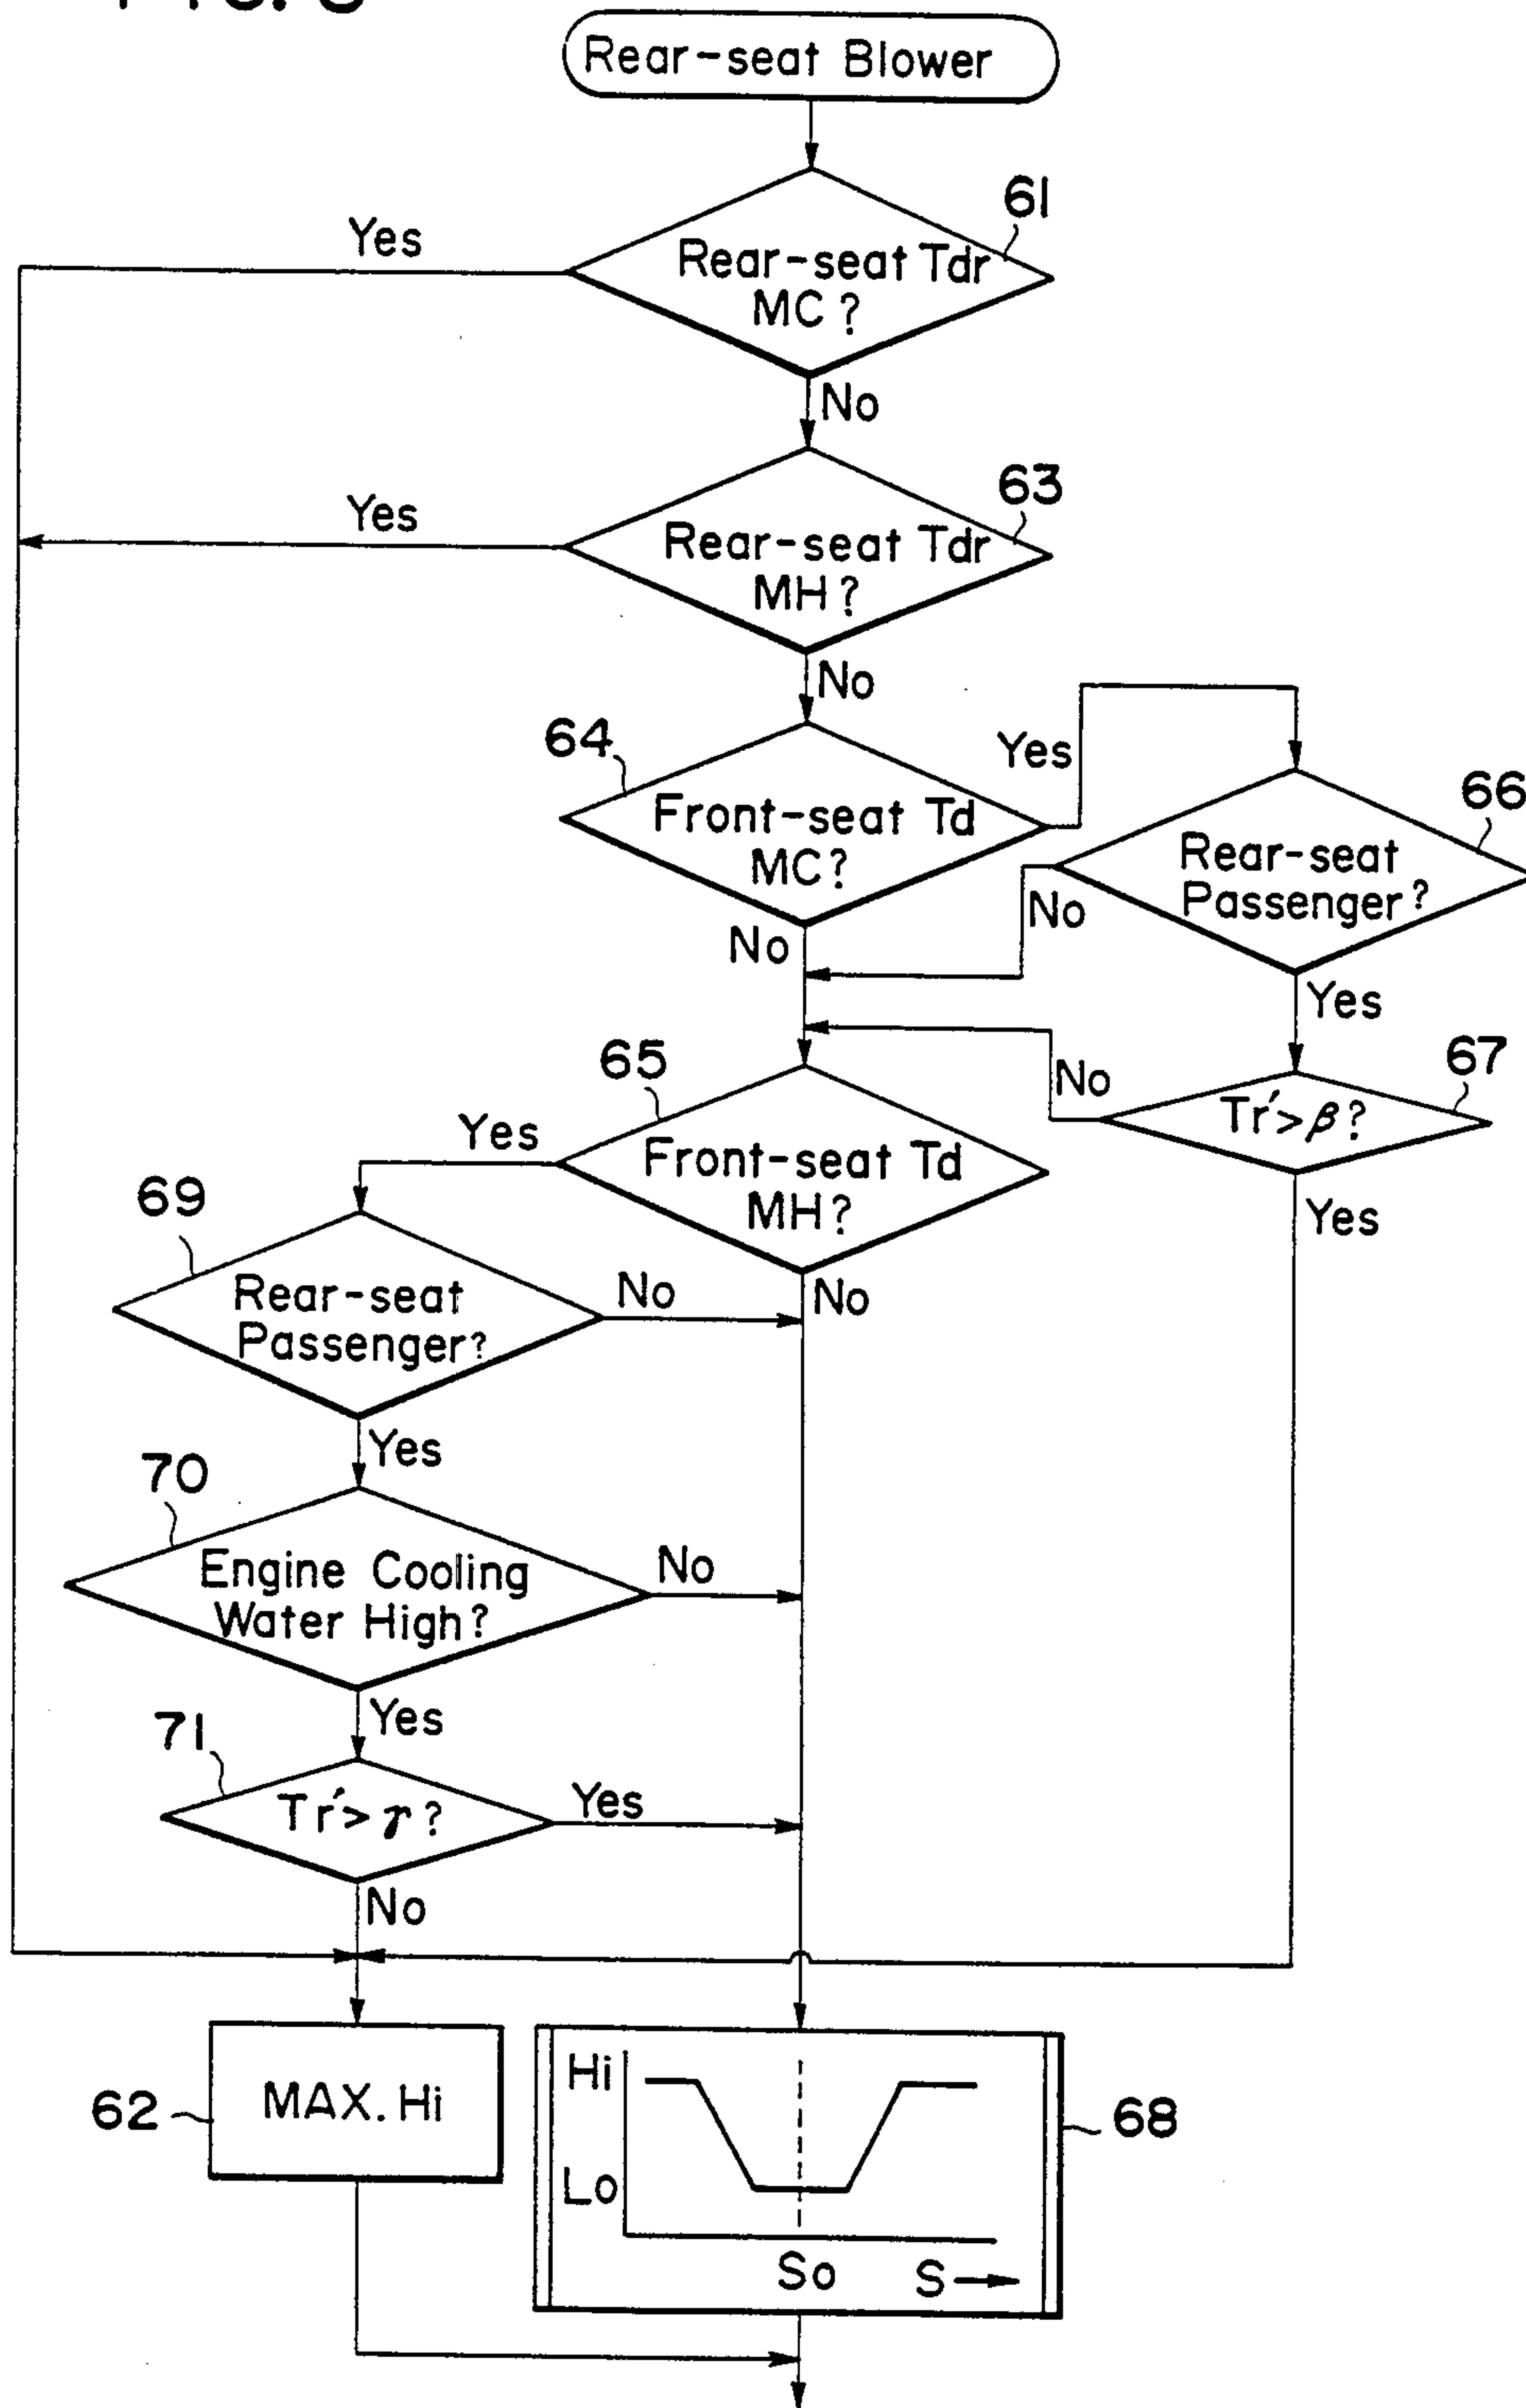 Rear-seat Blower
61
Yes
Rear-seat Tdr
MC?
No
63
Yes
Rear-seat Tdr
MH?
No
64
Yes
Front-seat Td
MC?
66
Rear-seat
Passenger?
No
No
Yes
65
67
No
Tr'>β?
Yes
Front-seat Td
MH?
Yes
69
No
Rear-seat
Passenger?
No
Yes
70
Engine Cooling
Water High?
No
Yes
71
Tr'>γ?
Yes
No
62
MAX. Hi
Hi
Lo
So
S
68